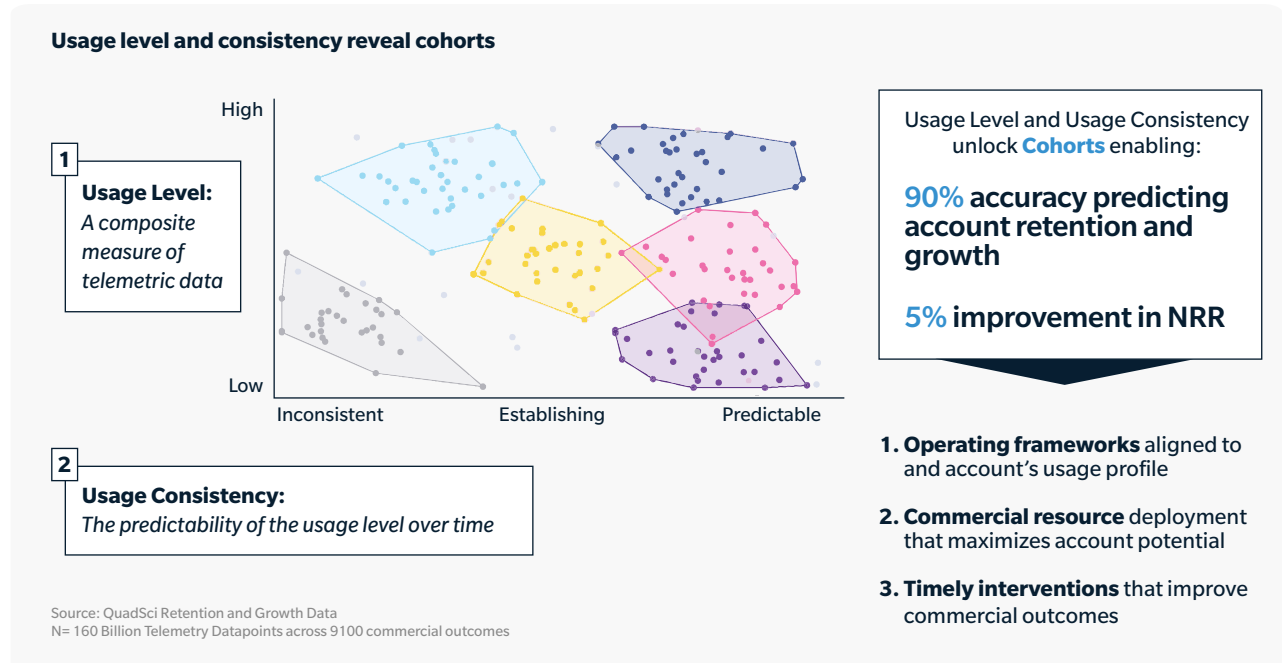 Usage level and consistency reveal cohorts
High
Low
Inconsistent
Establishing
Predictable
1
Usage Level:
A composite
measure of
telemetric data
2
Usage Consistency:
The predictability of the usage level over time
Usage Level and Usage Consistency
unlock Cohorts enabling:
90% accuracy predicting
account retention and
growth
5% improvement in NRR
1. Operating frameworks aligned to
and account’s usage profile
2. Commercial resource deployment
that maximizes account potential
3. Timely interventions that improve
commercial outcomes
Source: QuadSci Retention and Growth Data
N= 160 Billion Telemetry Datapoints across 9100 commercial outcomes